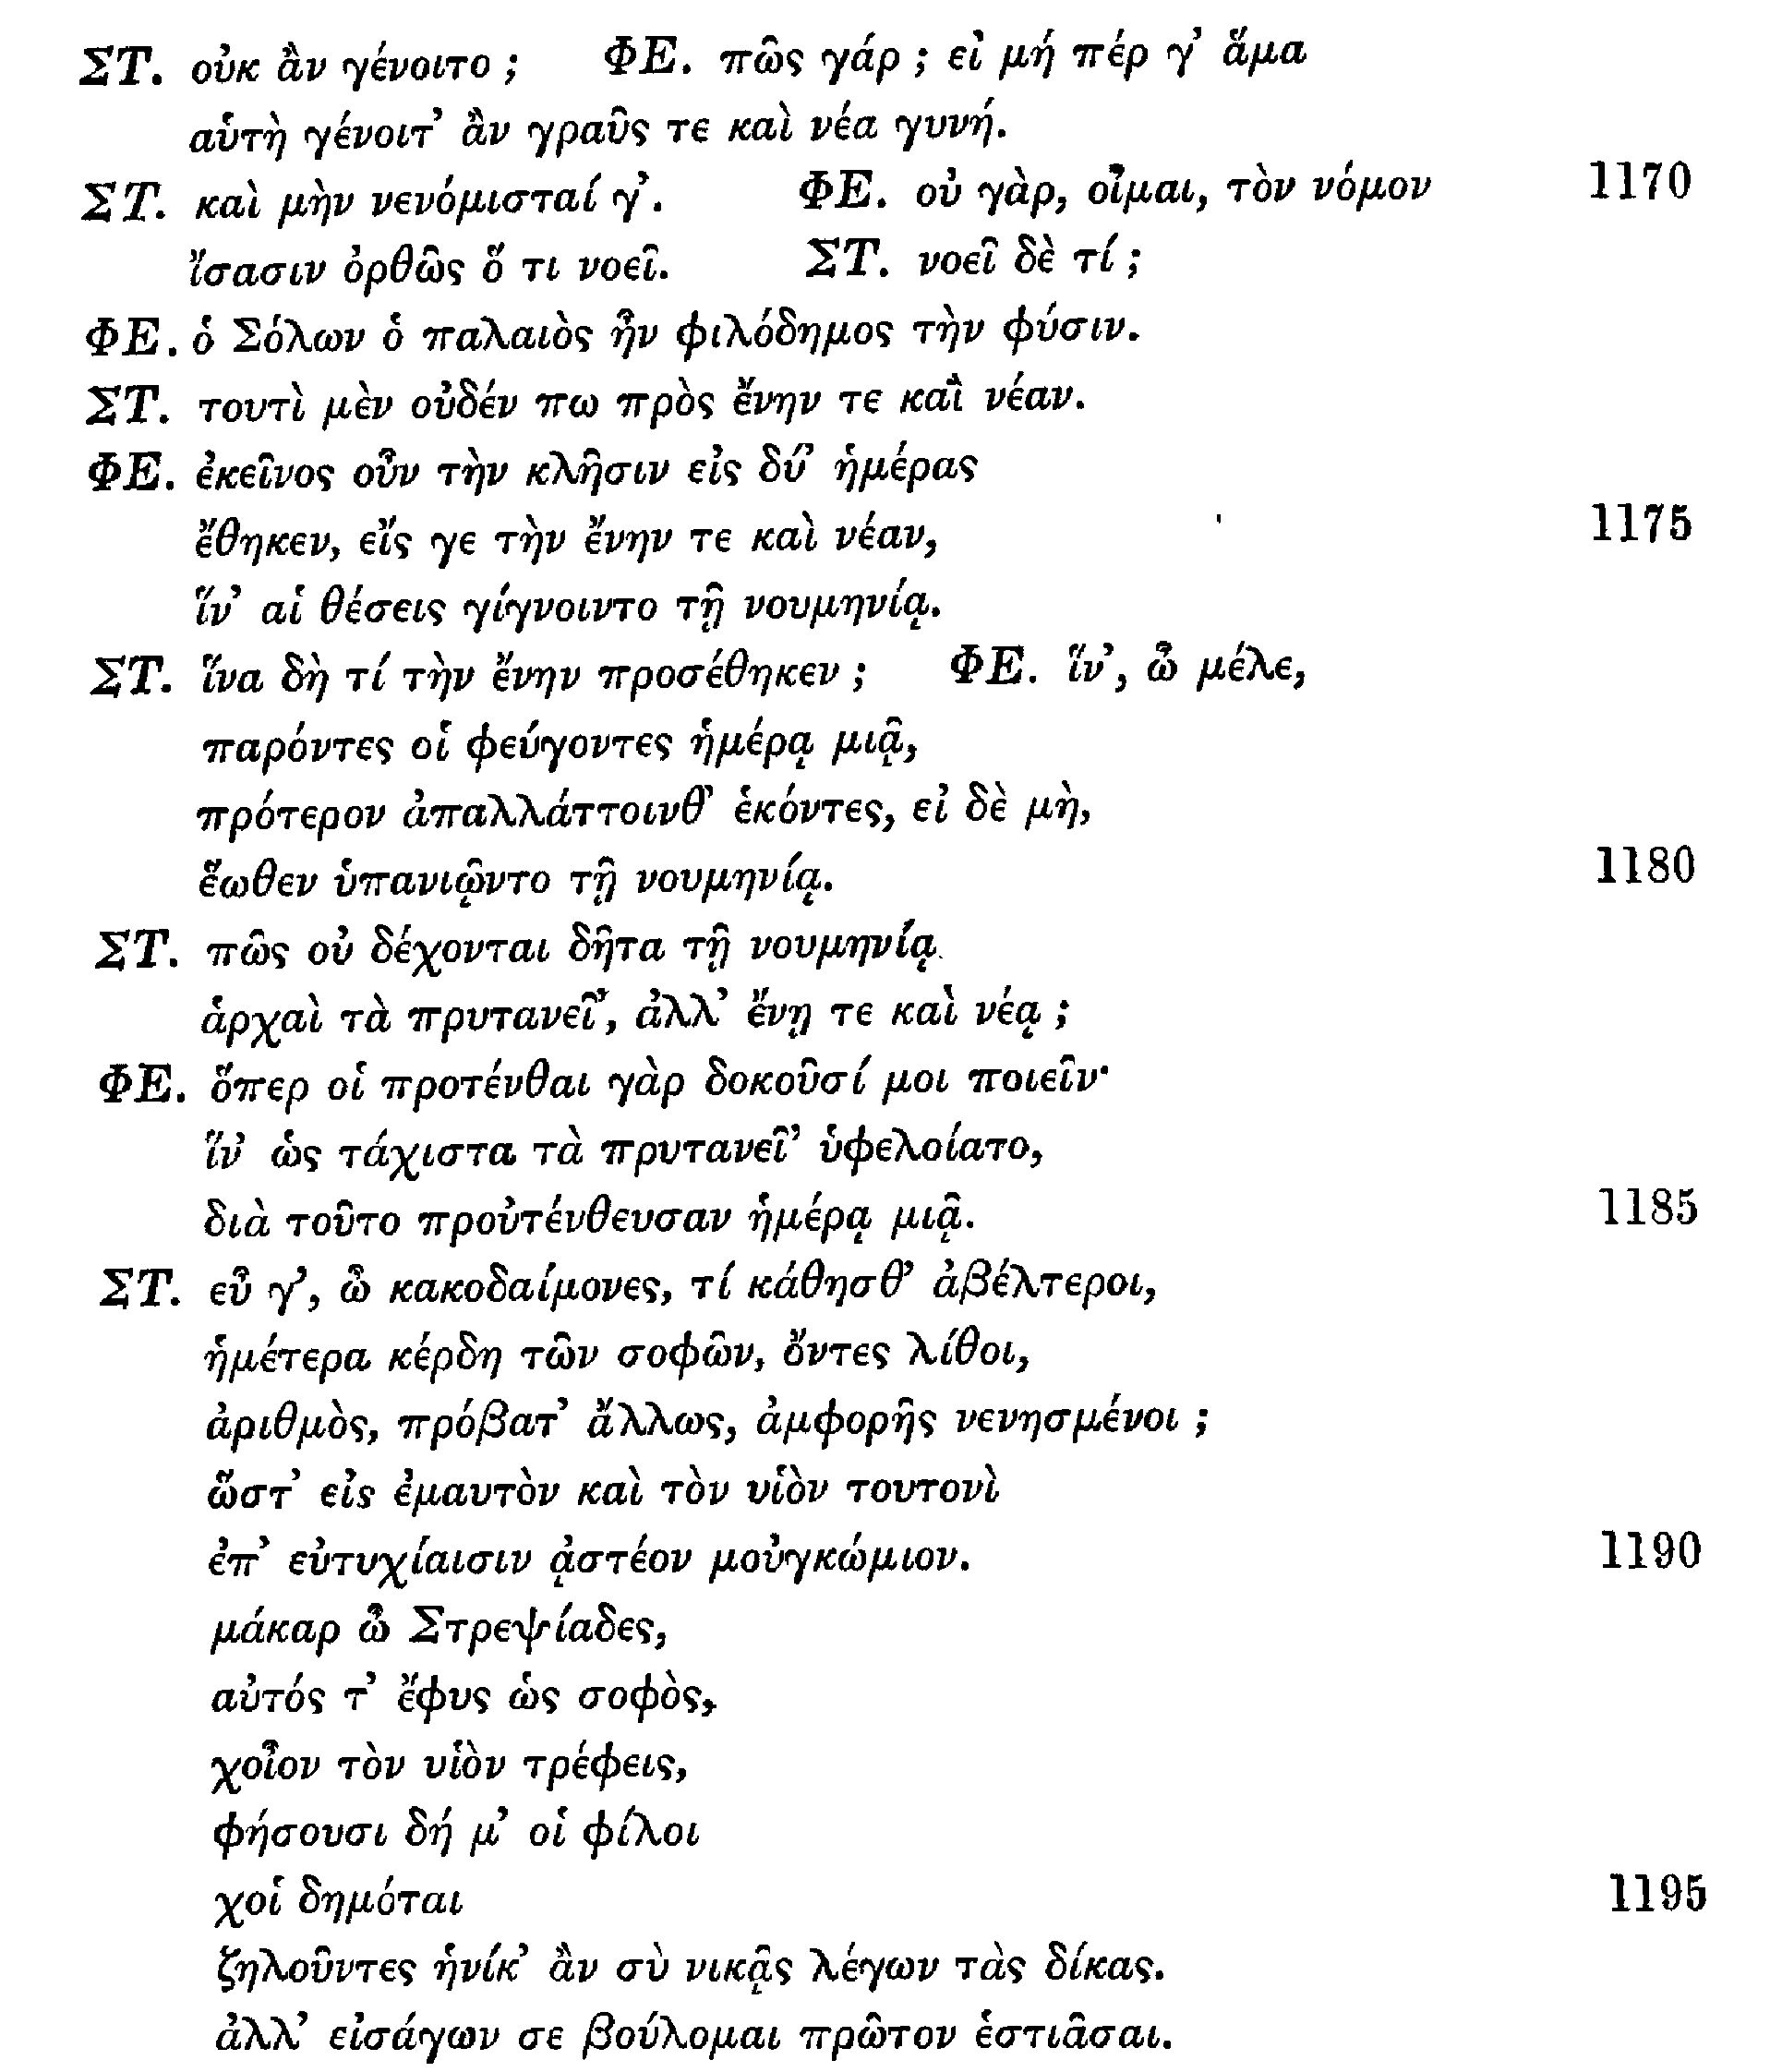 ΣΤ. οὐκ ἂν γένοιτο ; ΦΕ. πῶς γάρ ; εἰ μή πέρ γ’ ἅμα
αὑτὴ γένοιτ’ ἂν γραῦς τε καὶ νέα γυνή.
ΣΤ. καὶ μὴν νενόμισταί γ’. ΦΕ. οὐ γὰρ, οἶμαι, τὸν νόμον 1170
ἴσασιν ὀρθῶς ὅ τι νοεῖ. ΣΤ. νοεῖ δὲ τί ;
ΦΕ. ὁ Σόλων ὁ παλαιὸς ἦν φιλόδημος τὴν φύσιν.
ΣΤ. τουτὶ μὲν οὐδέν πω πρὸς ἔνην τε καὶ νέαν.
ΦΕ. ἐκεῖνος οὖν τὴν κλῆσιν εἰς δύ’ ἡμέρας
ἔθηκεν, εἴς γε τὴν ἔνην τε καὶ νέαν, 1175
ἵν’ αἱ θέσεις γίγνοιντο τῇ νουμηνίᾳ.
ΣΤ. ἵνα δὴ τί τὴν ἔνην προσέθηκεν ; ΦΕ. ἵν’, ὦ μέλε,
παρόντες οἱ φεύγοντες ἡμέρᾳ μιᾷ,
πρότερον ἀπαλλάττοινθ’ ἑκόντες, εἰ δὲ μὴ,
ἕωθεν ὑπανιῷντο τῇ νουμηνίᾳ. 1180
ΣΤ. πῶς οὐ δέχονται δῆτα τῇ νουμηνίᾳ
ἁρχαὶ τὰ πρυτανεῖ’, ἀλλ’ ἔνῃ τε καὶ νέᾳ ;
ΦΕ. ὅπερ οἱ προτένθαι γὰρ δοκοῦσί μοι ποιεῖν·
ἵν’ ὡς τάχιστα τὰ πρυτανεῖ’ ὑφελοίατο,
διὰ τοῦτο προὐτένθευσαν ἡμέρᾳ μιᾷ. 1185
ΣΤ. εὖ γ’, ὦ κακοδαίμονες, τί κάθησθ’ ἀβέλτεροι,
ἡμέτερα κέρδη τῶν σοφῶν, ὄντες λίθοι,
ἀριθμὸς, πρόβατ’ ἄλλως, ἀμφορῆς νενησμένοι ;
ὥστ’ εἰς ἐμαυτὸν καὶ τὸν υἱὸν τουτονὶ
ἐπ’ εὐτυχίαισιν ᾀστέον μοὐγκώμιον. 1190
μάκαρ ὦ Στρεψίαδες,
αὐτός τ’ ἔφυς ὡς σοφὸς,
χοἷον τὸν υἱὸν τρέφεις,
φήσουσι δή μ’ οἱ φίλοι
χοἱ δημόται 1195
ζηλοῦντες ἡνίκ’ ἂν σὺ νικᾷς λέγων τὰς δίκας.
ἀλλ’ εἰσάγων σε βούλομαι πρῶτον ἑστιᾶσαι.